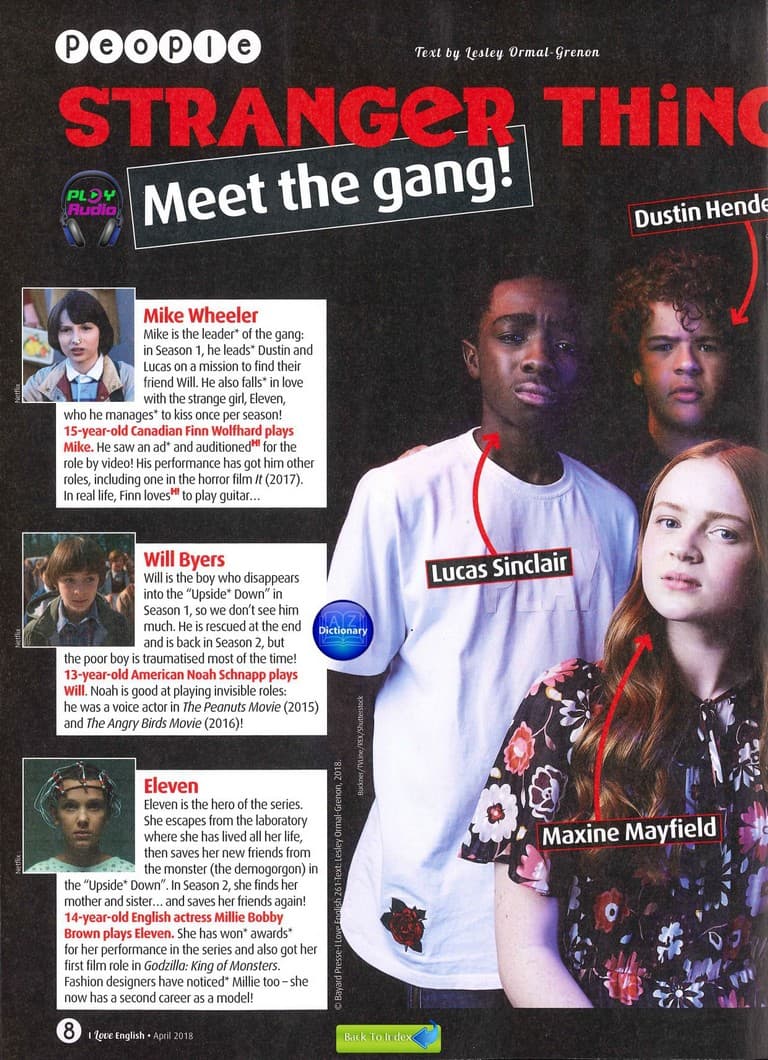 People
Text by Lesley Ormal-Grenon
STRANGER THING
PLAY
Audio
Meet the gang!
Dustin Hende
Mike Wheeler
Mike is the leader* of the gang:
in Season 1, he leads* Dustin and
Lucas on a mission to find their
friend Will. He also falls* in love
with the strange girl, Eleven,
who he manages* to kiss once per season!
15-year-old Canadian Finn Wolfhard plays
Mike. He saw an ad* and auditionedH! for the
role by video! His performance has got him other
roles, including one in the horror film It (2017).
In real life, Finn lovesH! to play guitar…
Netflix
Lucas Sinclair
PLAY
Will Byers
Will is the boy who disappears
into the “Upside* Down” in
Season 1, so we don’t see him
much. He is rescued at the end
and is back in Season 2, but
the poor boy is traumatised most of the time!
13-year-old American Noah Schnapp plays
Will. Noah is good at playing invisible roles:
he was a voice actor in The Peanuts Movie (2015)
and The Angry Birds Movie (2016)!
Netflix
A Z
Dictionary
Buckner/TVLine/REX/Shutterstock
Maxine Mayfield
Eleven
Eleven is the hero of the series.
She escapes from the laboratory
where she has lived all her life,
then saves her new friends from
the monster (the demogorgon) in
the “Upside* Down”. In Season 2, she finds her
mother and sister… and saves her friends again!
14-year-old English actress Millie Bobby
Brown plays Eleven. She has won* awards*
for her performance in the series and also got her
first film role in Godzilla: King of Monsters.
Fashion designers have noticed* Millie too – she
now has a second career as a model!
Netflix
© Bayard Presse-I Love English 261-Text: Lesley Ormal-Grenon, 2018.
8 I Love English • April 2018
Back To Index